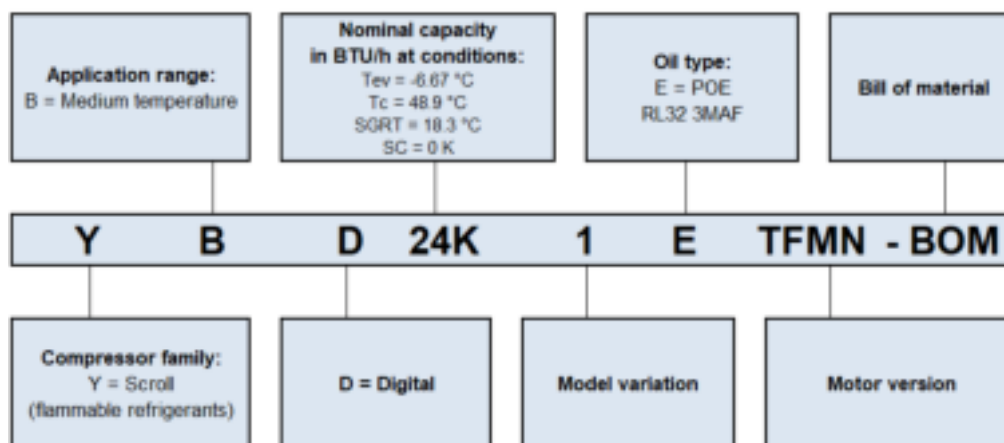 Application range:
B = Medium temperature
Nominal capacity
in BTU/h at conditions:
Tev = -6.67 °C
Tc = 48.9 °C
SGRT = 18.3 °C
SC = 0 K
Oil type:
E = POE
RL32 3MAF
Bill of material
Y B D 24K 1 E TFMN - BOM
Compressor family:
Y = Scroll
(flammable refrigerants)
D = Digital
Model variation
Motor version